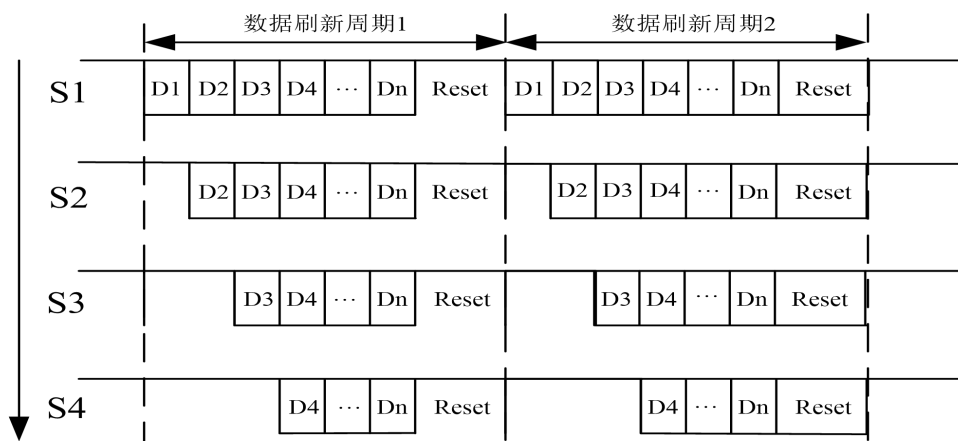 数据刷新周期1 数据刷新周期2
S1 D1 D2 D3 D4 ... Dn Reset D1 D2 D3 D4 ... Dn Reset
S2 D2 D3 D4 ... Dn Reset D2 D3 D4 ... Dn Reset
S3 D3 D4 ... Dn Reset D3 D4 ... Dn Reset
S4 D4 ... Dn Reset D4 ... Dn Reset